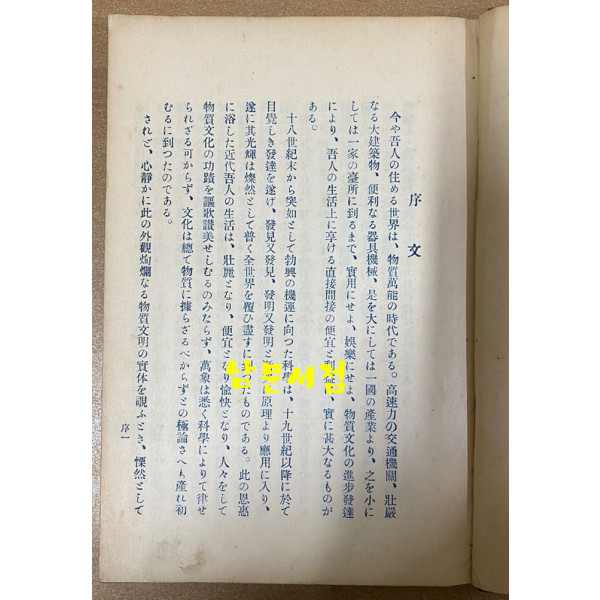 序文
今や吾人の住める世界は、物質萬能の時代である。高速力の交通機關、壯嚴
なる大建築物、便利なる器具機械、是を大にしては一國の産業より、之を小に
しては一家の臺所に到るまで、實用にせよ、娛樂にせよ、物質文化の進步發達
により、吾人の生活上に享ける直接間接の便宜と利益は、實に甚大なるものが
ある。
十八世紀末から突如として勃興の機運に向つた科學は、十九世紀以降に於て
目覺しき發達を遂げ、發見又發見、發明又發明と原理より應用に入り、
遂に其光輝は燦然として普く全世界を覆ひ盡すに到つたものである。此の恩惠
に浴した近代吾人の生活は、壯麗となり、便宜となり愉快となり、人々をして
物質文化の功蹟を謳歌讃美せしむるのみならず、萬象は悉く科學によりて律せ
られざる可からず、文化は總て物質に據らざるべからずとの極論さへも産れ初
むるに到つたのである。
されど、心靜かに此の外觀絢爛なる物質文明の實体を覗ふとき、慄然として
序一
남문서점